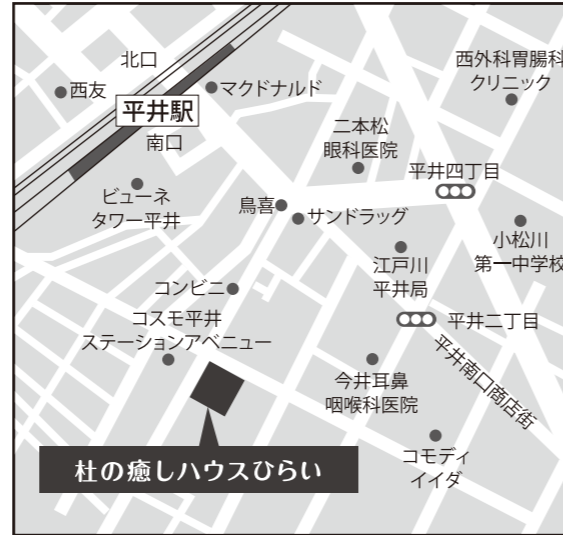 北口
西友
マクドナルド
平井駅
南口
西外科胃腸科
クリニック
二本松
眼科医院
平井四丁目
ビューネ
タワー平井
鳥喜
サンドラッグ
小松川
第一中学校
江戸川
平井局
コンビニ
コスモ平井
ステーションアベニュー
平井二丁目
平井南口商店街
今井耳鼻
咽喉科医院
コモディ
イイダ
杜の癒しハウスひらい